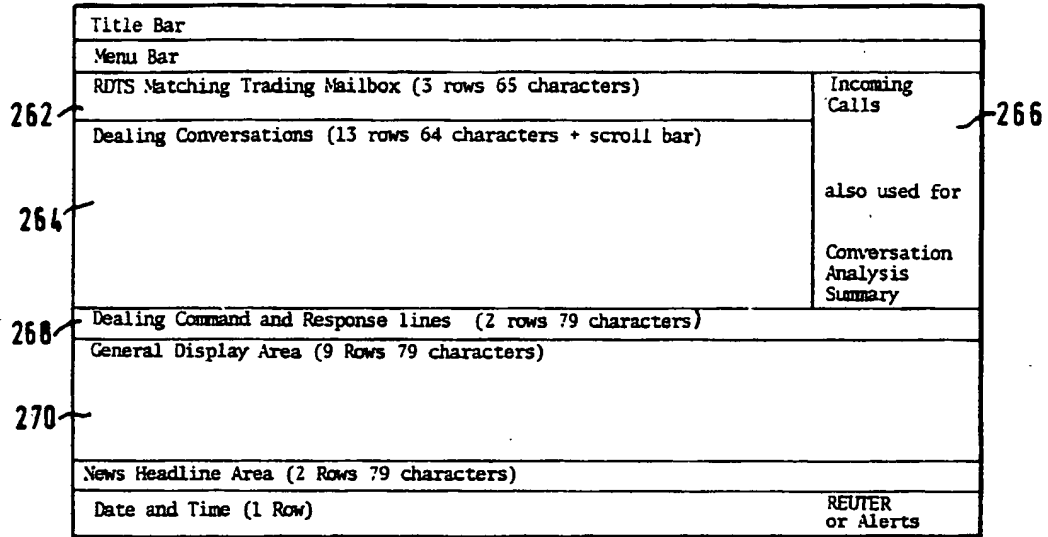 Title Bar
Menu Bar
RDTS Matching Trading Mailbox (3 rows 65 characters)
Incoming
Calls
262
266
Dealing Conversations (13 rows 64 characters + scroll bar)
also used for
264
Conversation
Analysis
Summary
268
Dealing Command and Response lines (2 rows 79 characters)
General Display Area (9 Rows 79 characters)
270
News Headline Area (2 Rows 79 characters)
Date and Time (1 Row)
REUTER
or Alerts